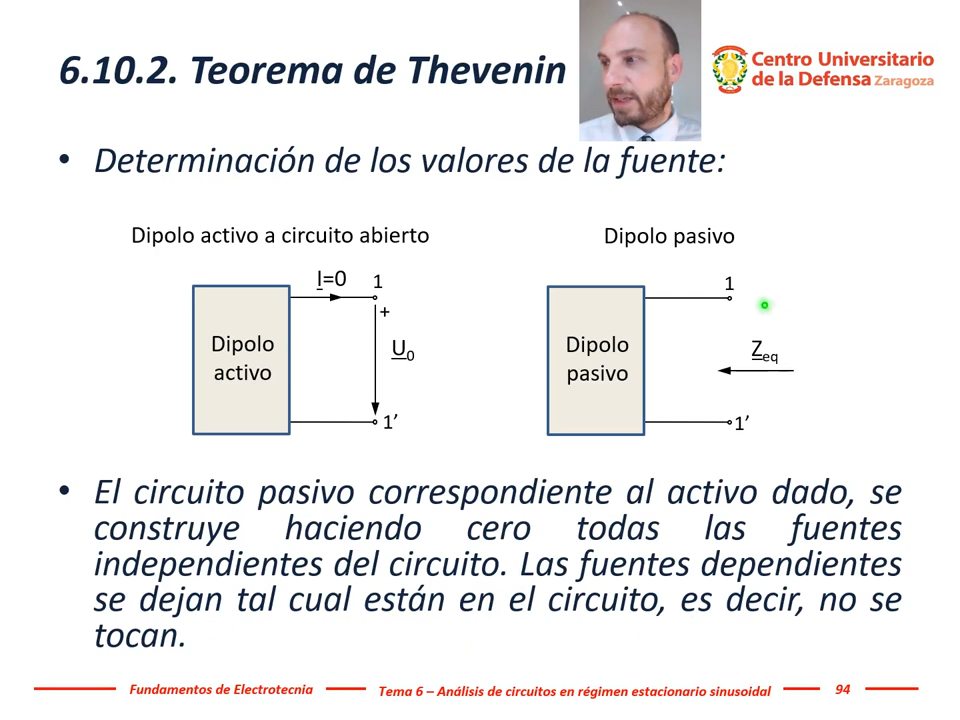 6.10.2. Teorema de Thevenin
Centro Universitario
de la Defensa Zaragoza
• Determinación de los valores de la fuente:
Dipolo activo a circuito abierto
Dipolo pasivo
I=0
1
+
Dipolo
activo
U0
1’
1
Dipolo
pasivo
Zeq
1’
• El circuito pasivo correspondiente al activo dado, se
construye haciendo cero todas las fuentes
independientes del circuito. Las fuentes dependientes
se dejan tal cual están en el circuito, es decir, no se
tocan.
Fundamentos de Electrotecnia
Tema 6 – Análisis de circuitos en régimen estacionario sinusoidal
94